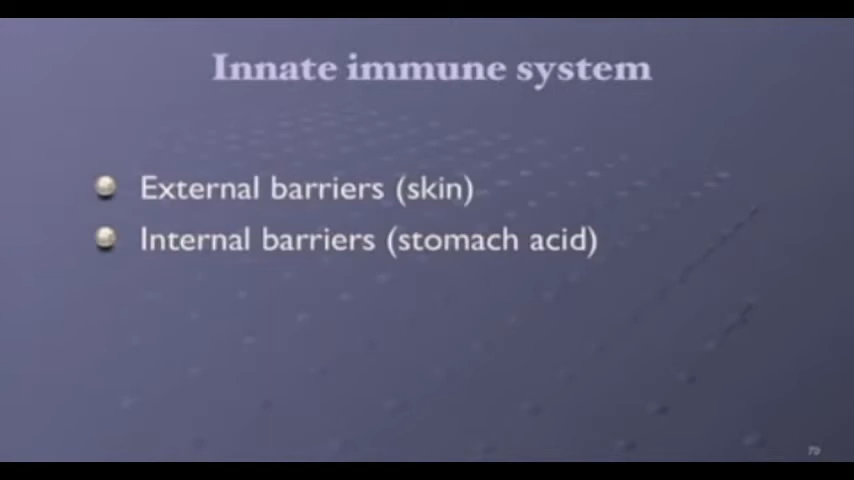 Innate immune system
External barriers (skin)
Internal barriers (stomach acid)